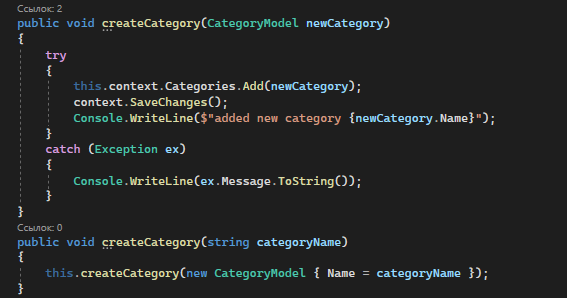 Ссылок: 2
public void createCategory(CategoryModel newCategory)
{
try
{
this.context.Categories.Add(newCategory);
context.SaveChanges();
Console.WriteLine($"added new category {newCategory.Name}");
}
catch (Exception ex)
{
Console.WriteLine(ex.Message.ToString());
}
}
Ссылок: 0
public void createCategory(string categoryName)
{
this.createCategory(new CategoryModel { Name = categoryName });
}